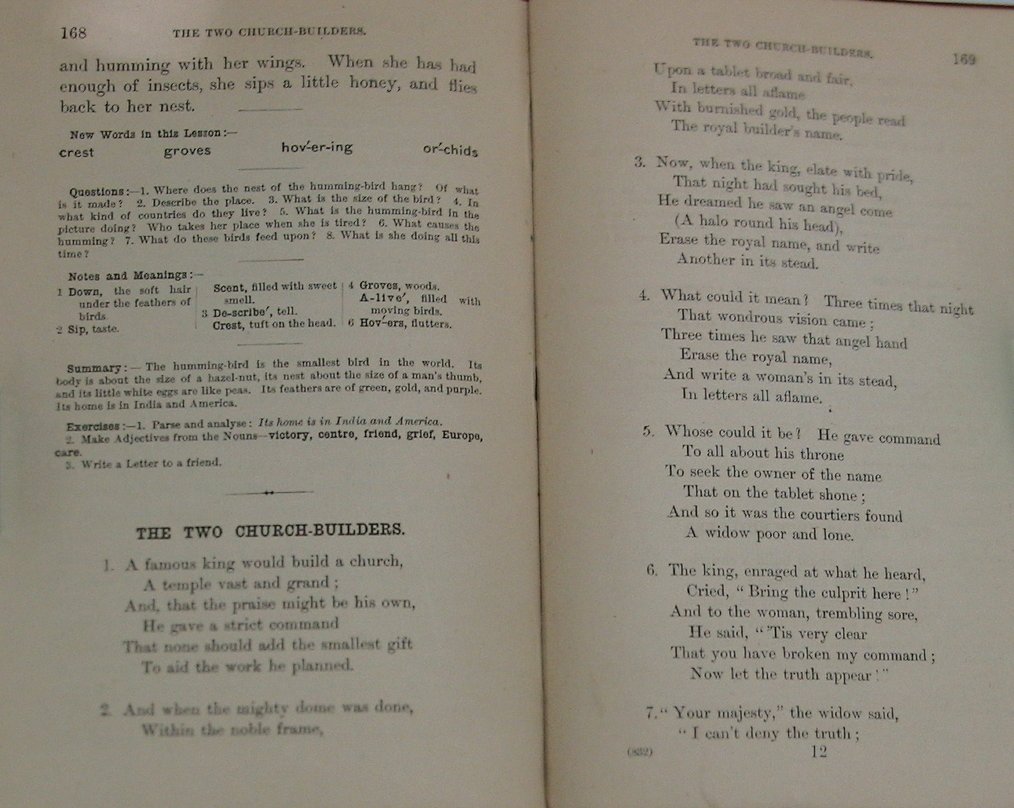 168
THE TWO CHURCH-BUILDERS.
and humming with her wings. When she has had
enough of insects, she sips a little honey, and flies
back to her nest.
New Words in this Lesson:—
crest groves hov´-er-ing or´-chids
Questions:—1. Where does the nest of the humming-bird hang? Of what
is it made? 2. Describe the place. 3. What is the size of the bird? 4. In
what kind of countries do they live? 5. What is the humming-bird in the
picture doing? Who takes her place when she is tired? 6. What causes the
humming? 7. What do these birds feed upon? 8. What is she doing all this
time?
Notes and Meanings:—
1 Down, the soft hair
under the feathers of
birds.
2 Sip, taste.
Scent, filled with sweet
smell.
3 De-scribe´, tell.
Crest, tuft on the head.
4 Groves, woods.
A-live´, filled with
moving birds.
6 Hov´-ers, flutters.
Summary:— The humming-bird is the smallest bird in the world. Its
body is about the size of a hazel-nut, its nest about the size of a man's thumb,
and its little white eggs are like peas. Its feathers are of green, gold, and purple.
Its home is in India and America.
Exercises:—1. Parse and analyse: Its home is in India and America.
2. Make Adjectives from the Nouns—victory, centre, friend, grief, Europe,
care.
3. Write a Letter to a friend.
THE TWO CHURCH-BUILDERS.
1. A famous king would build a church,
A temple vast and grand;
And, that the praise might be his own,
He gave a strict command
That none should add the smallest gift
To aid the work he planned.
2. And when the mighty dome was done,
Within the noble frame,
THE TWO CHURCH-BUILDERS.
169
Upon a tablet broad and fair,
In letters all aflame
With burnished gold, the people read
The royal builder's name.
3. Now, when the king, elate with pride,
That night had sought his bed,
He dreamed he saw an angel come
(A halo round his head),
Erase the royal name, and write
Another in its stead.
4. What could it mean? Three times that night
That wondrous vision came;
Three times he saw that angel hand
Erase the royal name,
And write a woman's in its stead,
In letters all aflame.
5. Whose could it be? He gave command
To all about his throne
To seek the owner of the name
That on the tablet shone;
And so it was the courtiers found
A widow poor and lone.
6. The king, enraged at what he heard,
Cried, "Bring the culprit here!"
And to the woman, trembling sore,
He said, "'Tis very clear
That you have broken my command;
Now let the truth appear!"
7. "Your majesty," the widow said,
"I can't deny the truth;
(832)
12